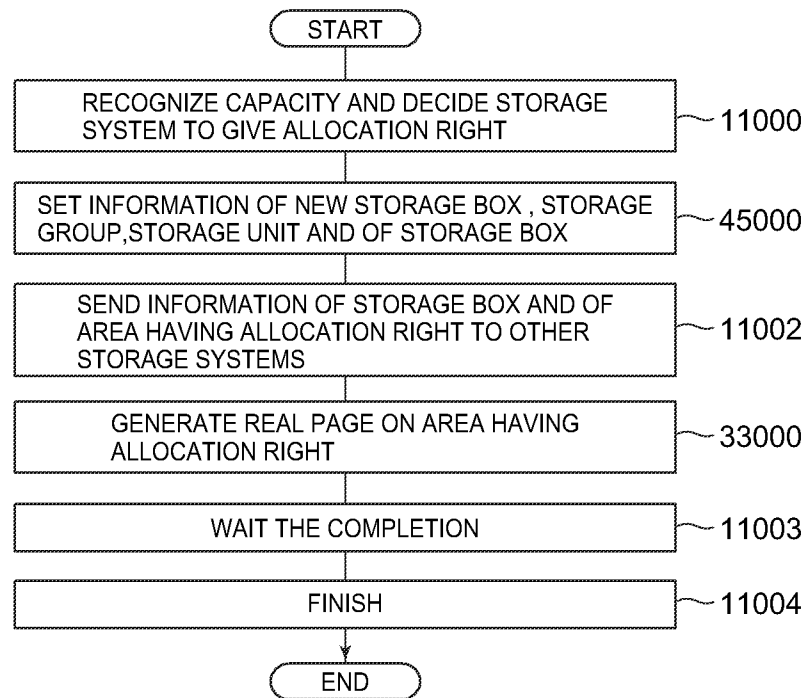 START
RECOGNIZE CAPACITY AND DECIDE STORAGE
SYSTEM TO GIVE ALLOCATION RIGHT
11000
SET INFORMATION OF NEW STORAGE BOX , STORAGE
GROUP,STORAGE UNIT AND OF STORAGE BOX
45000
SEND INFORMATION OF STORAGE BOX AND OF
AREA HAVING ALLOCATION RIGHT TO OTHER
STORAGE SYSTEMS
11002
GENERATE REAL PAGE ON AREA HAVING
ALLOCATION RIGHT
33000
WAIT THE COMPLETION
11003
FINISH
11004
END